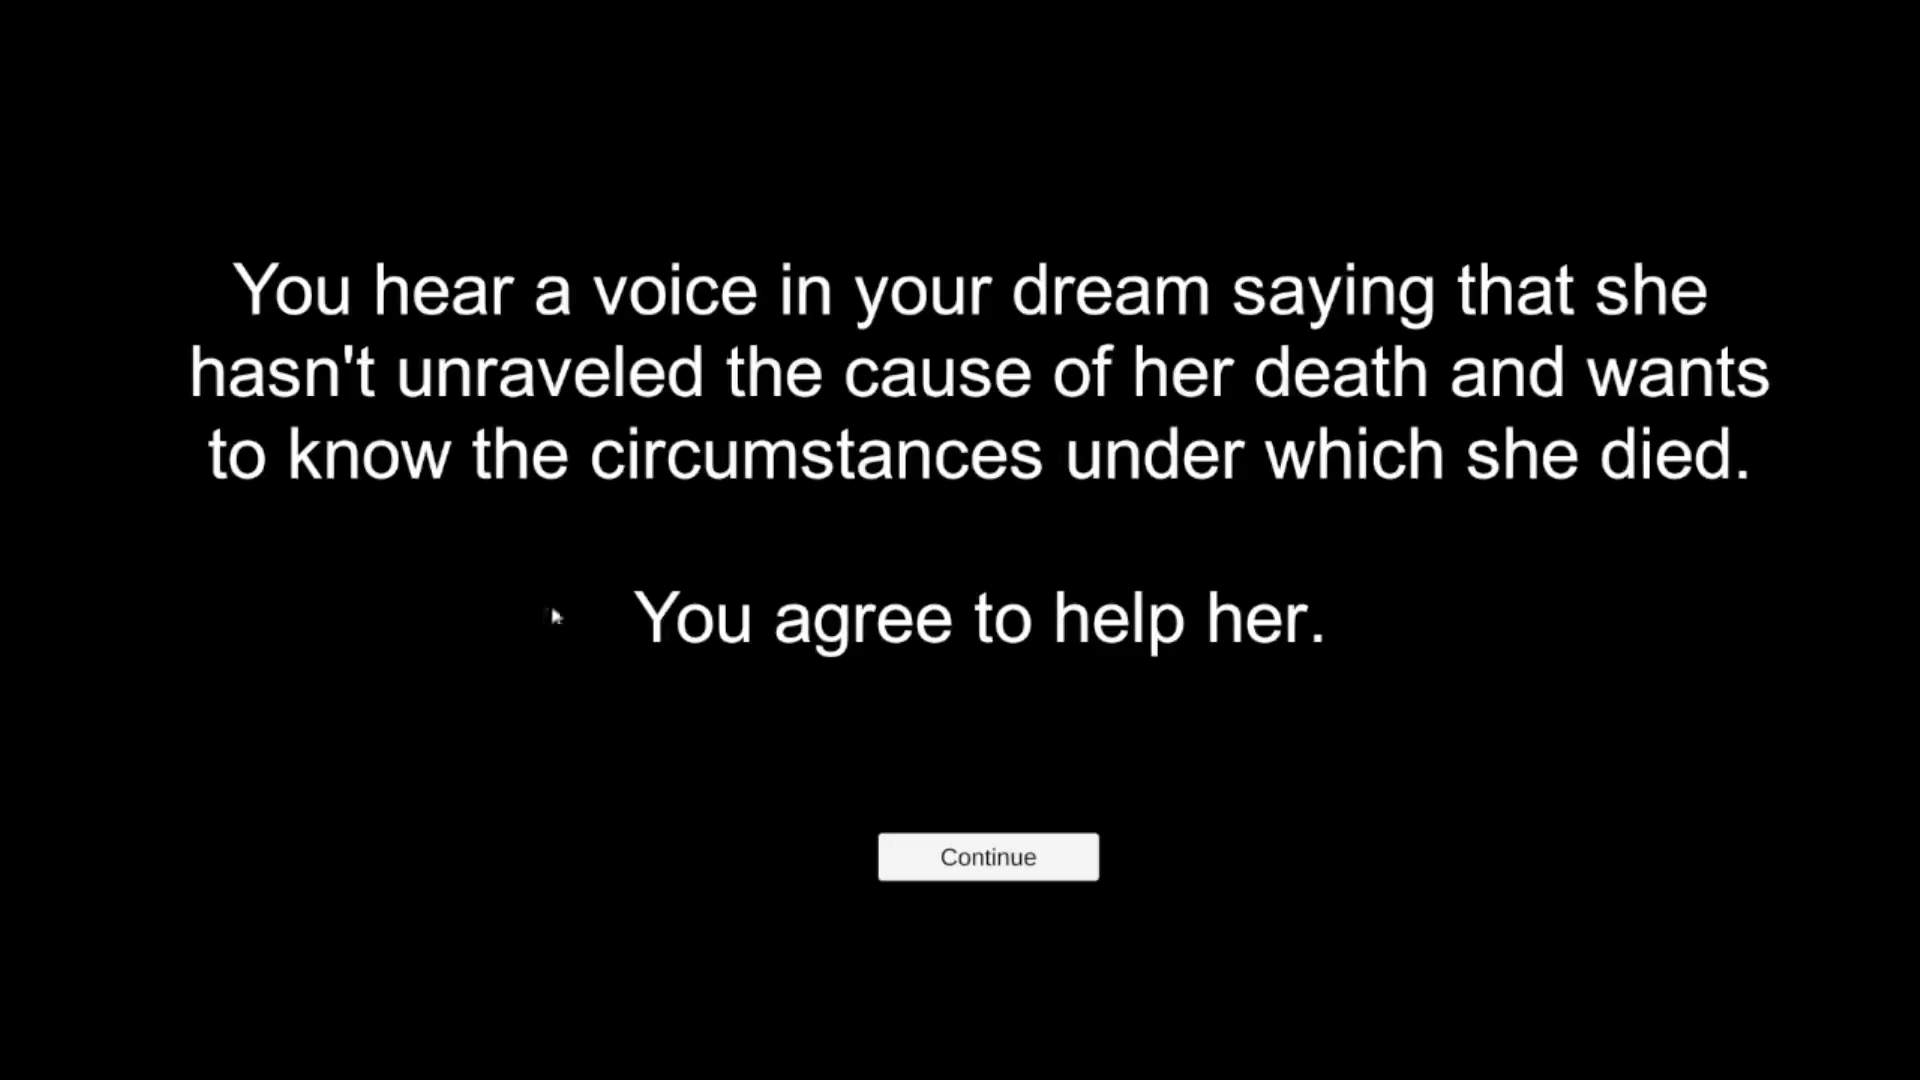 You hear a voice in your dream saying that she
hasn't unraveled the cause of her death and wants
to know the circumstances under which she died.
You agree to help her.
Continue